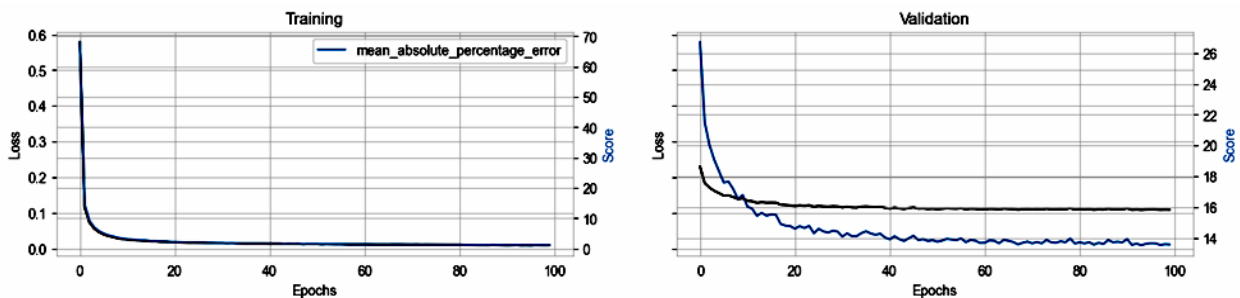 Training
Validation
mean_absolute_percentage_error
0.6
0.5
0.4
0.3
0.2
0.1
0.0
Loss
70
60
50
40
30
20
10
0
Score
0 20 40 60 80 100
Epochs
Loss
26
24
22
20
18
16
14
Score
0 20 40 60 80 100
Epochs